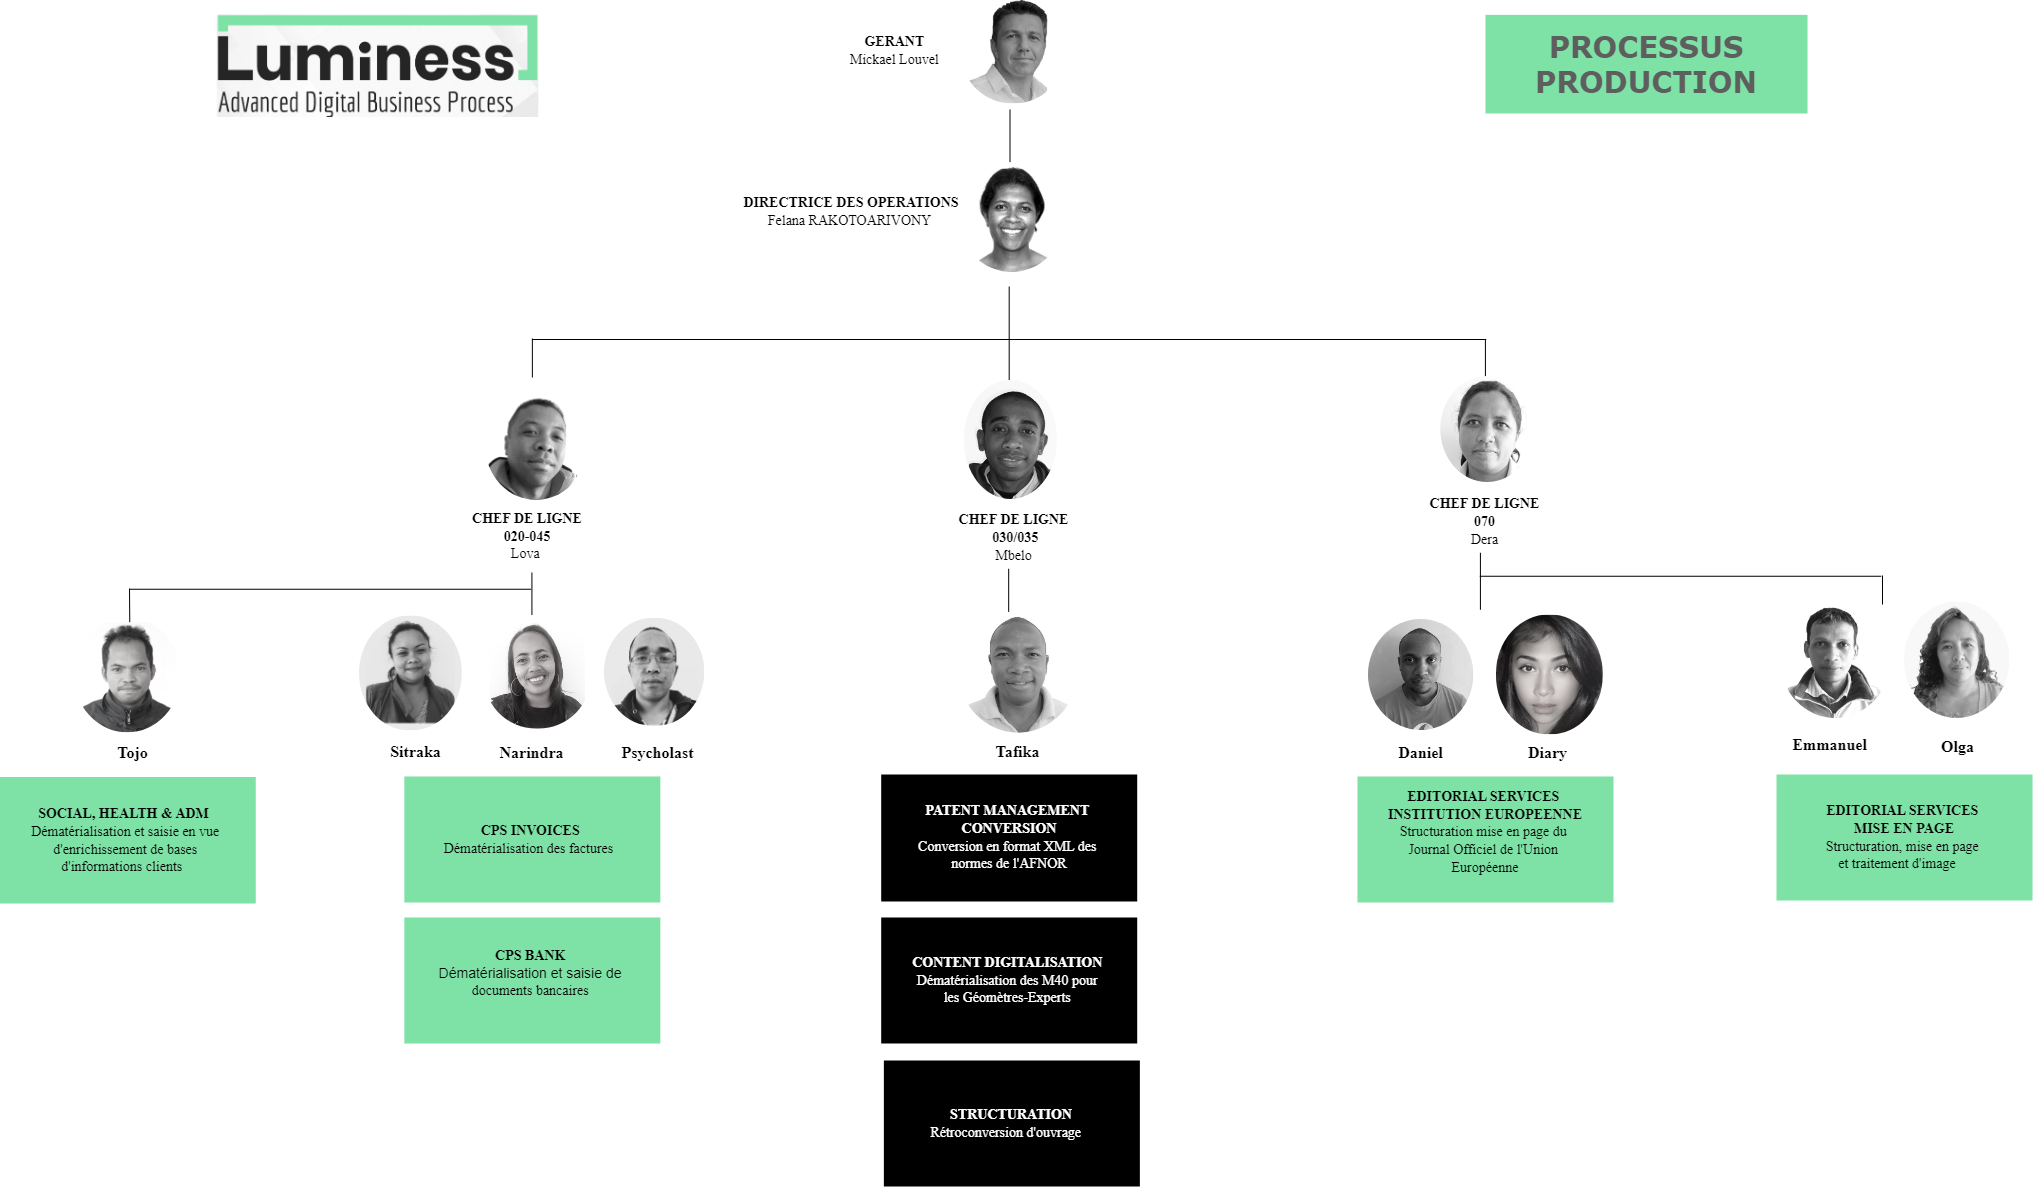 Luminess
Advanced Digital Business Process
GERANT
Mickael Louvel
PROCESSUS
PRODUCTION
DIRECTRICE DES OPERATIONS
Felana RAKOTOARIVONY
CHEF DE LIGNE
020-045
Lova
CHEF DE LIGNE
030/035
Mbelo
CHEF DE LIGNE
070
Dera
Tojo
Sitraka
Narindra
Psycholast
Tafika
Daniel
Diary
Emmanuel
Olga
SOCIAL, HEALTH & ADM
Dématérialisation et saisie en vue
d'enrichissement de bases
d'informations clients
CPS INVOICES
Dématérialisation des factures
CPS BANK
Dématérialisation et saisie de
documents bancaires
PATENT MANAGEMENT
CONVERSION
Conversion en format XML des
normes de l'AFNOR
CONTENT DIGITALISATION
Dématérialisation des M40 pour
les Géomètres-Experts
STRUCTURATION
Rétroconversion d'ouvrage
EDITORIAL SERVICES
INSTITUTION EUROPEENNE
Structuration mise en page du
Journal Officiel de l'Union
Européenne
EDITORIAL SERVICES
MISE EN PAGE
Structuration, mise en page
et traitement d'image